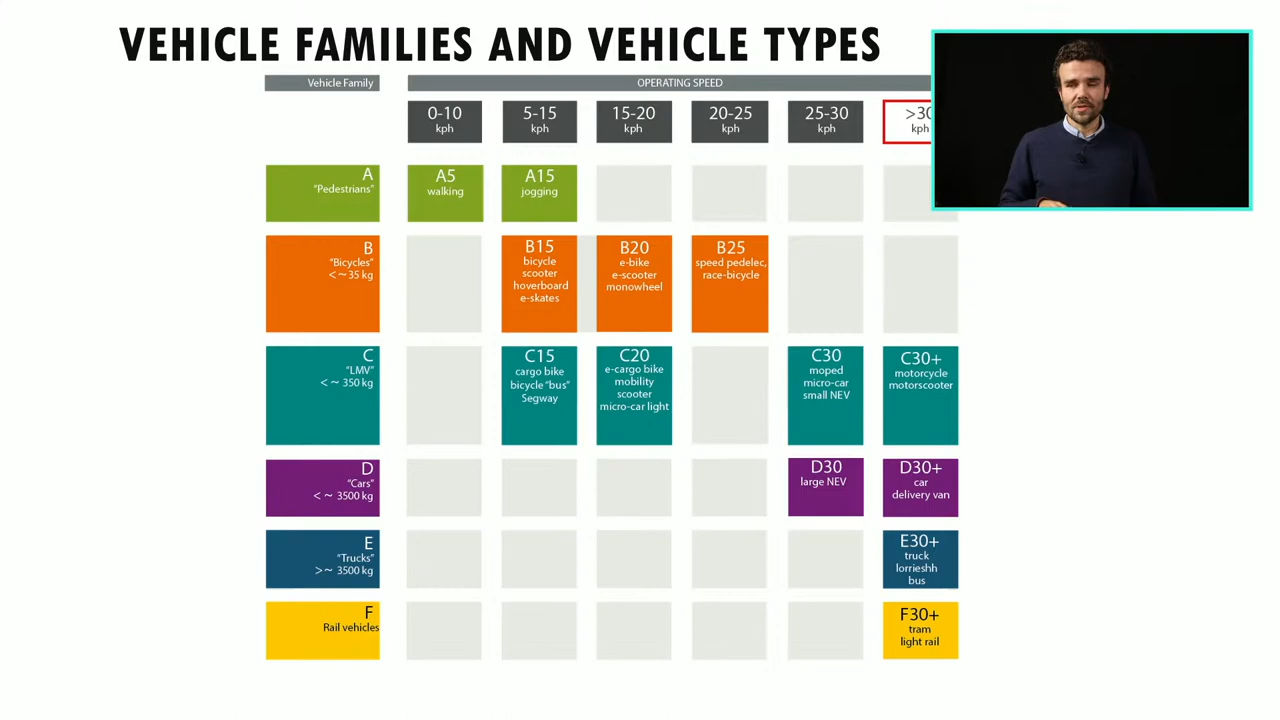 VEHICLE FAMILIES AND VEHICLE TYPES
Vehicle Family
OPERATING SPEED
0-10
kph
5-15
kph
15-20
kph
20-25
kph
25-30
kph
>30
kph
A
"Pedestrians"
A5
walking
A15
jogging
B
"Bicycles"
<~35 kg
B15
bicycle
scooter
hoverboard
e-skates
B20
e-bike
e-scooter
monowheel
B25
speed pedelec,
race-bicycle
C
"LMV"
<~ 350 kg
C15
cargo bike
bicycle "bus"
Segway
C20
e-cargo bike
mobility
scooter
micro-car light
C30
moped
micro-car
small NEV
C30+
motorcycle
motorscooter
D
"Cars"
<~ 3500 kg
D30
large NEV
D30+
car
delivery van
E
"Trucks"
>~ 3500 kg
E30+
truck
lorrieshh
bus
F
Rail vehicles
F30+
tram
light rail